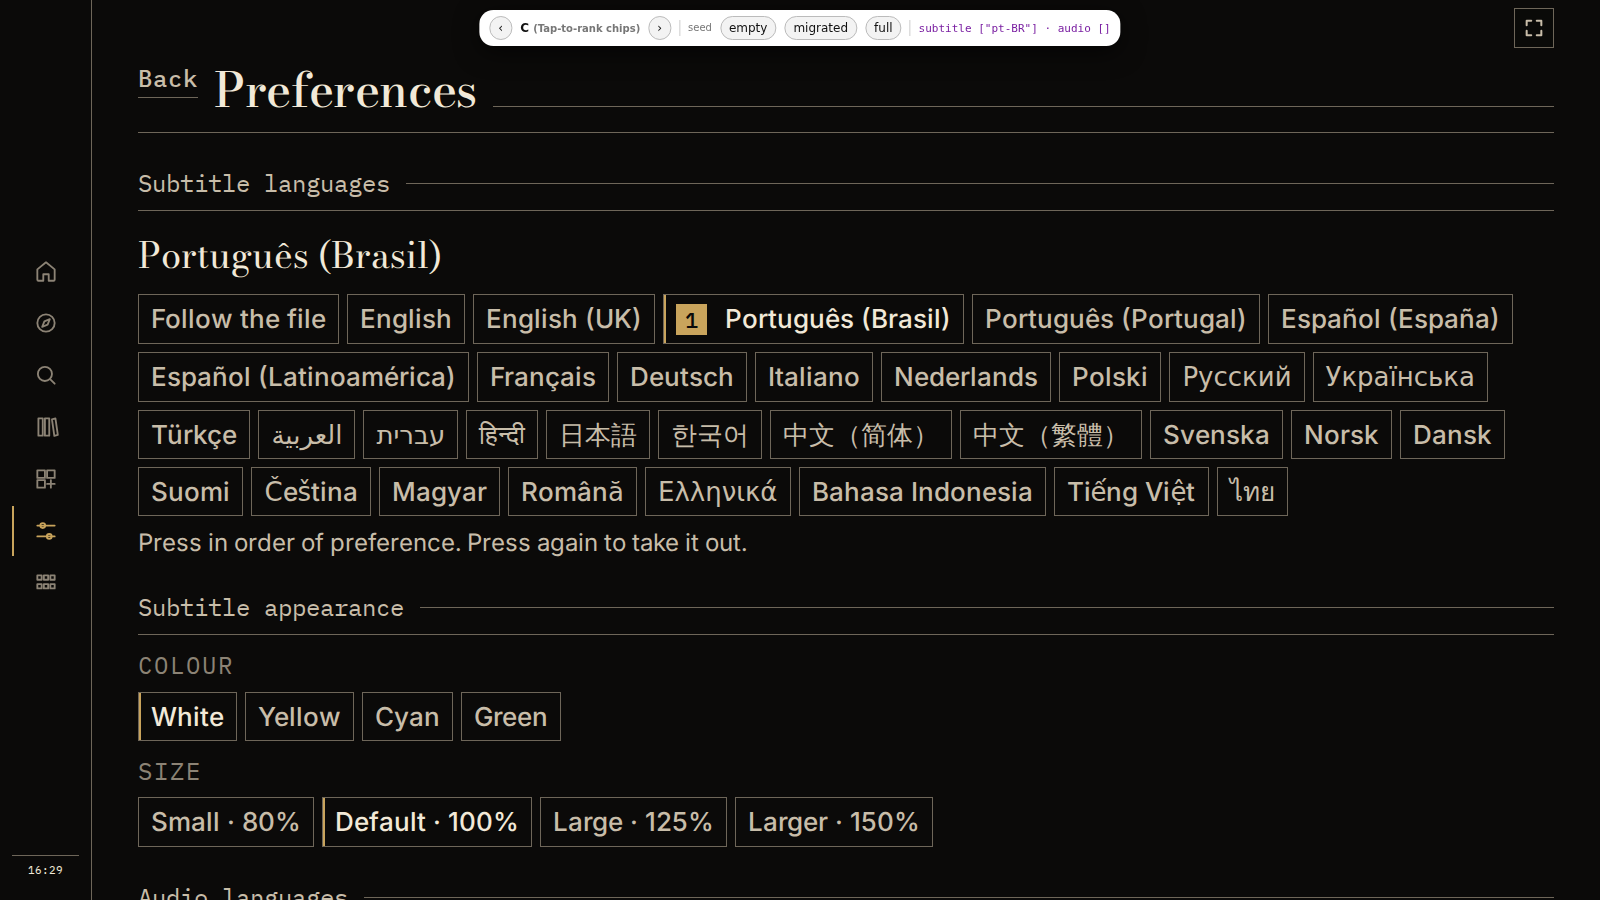 ‹ C (Tap-to-rank chips) › seed empty migrated full subtitle ["pt-BR"] · audio []
Back Preferences
Subtitle languages
Português (Brasil)
Follow the file English English (UK) 1 Português (Brasil) Português (Portugal) Español (España)
Español (Latinoamérica) Français Deutsch Italiano Nederlands Polski Русский Українська
Türkçe العربية עברית हिन्दी 日本語 한국어 中文（简体） 中文（繁體） Svenska Norsk Dansk
Suomi Čeština Magyar Română Ελληνικά Bahasa Indonesia Tiếng Việt ไทย
Press in order of preference. Press again to take it out.
Subtitle appearance
COLOUR
White Yellow Cyan Green
SIZE
Small · 80% Default · 100% Large · 125% Larger · 150%
16:29
Audio languages